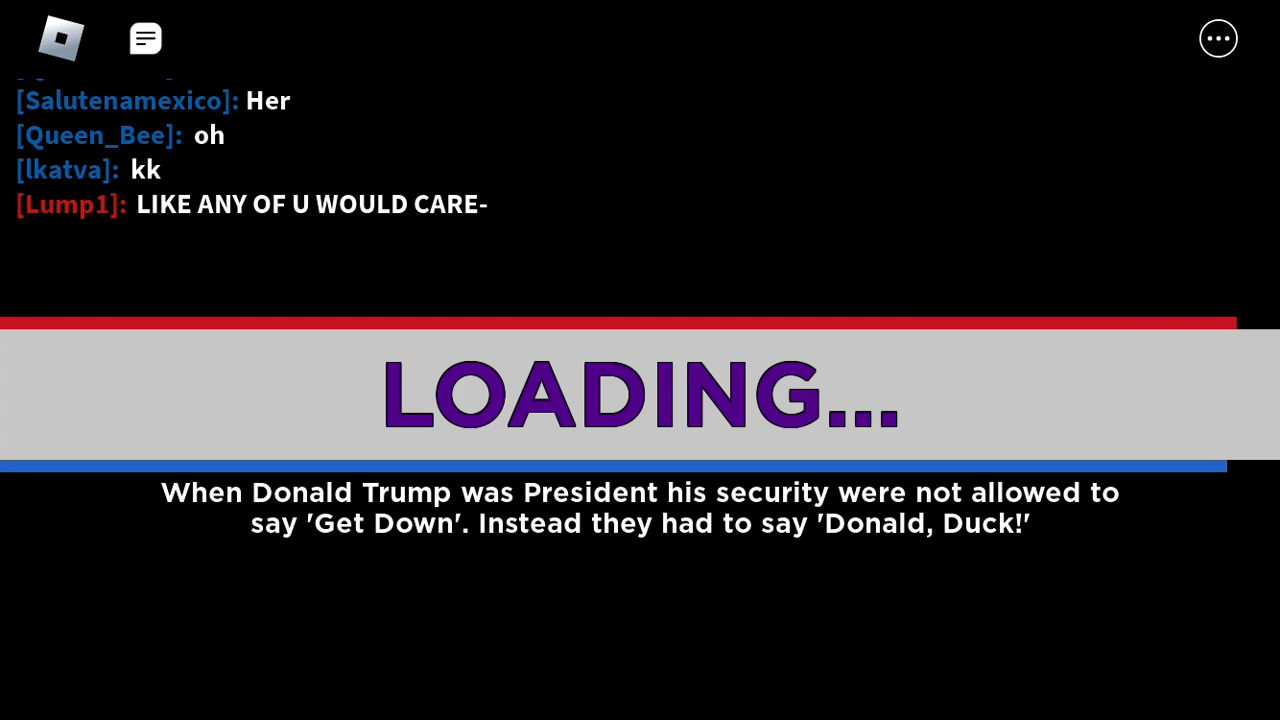 [Salutenamexico]: Her
[Queen_Bee]: oh
[lkatva]: kk
[Lump1]: LIKE ANY OF U WOULD CARE-
LOADING...
When Donald Trump was President his security were not allowed to
say 'Get Down'. Instead they had to say 'Donald, Duck!'